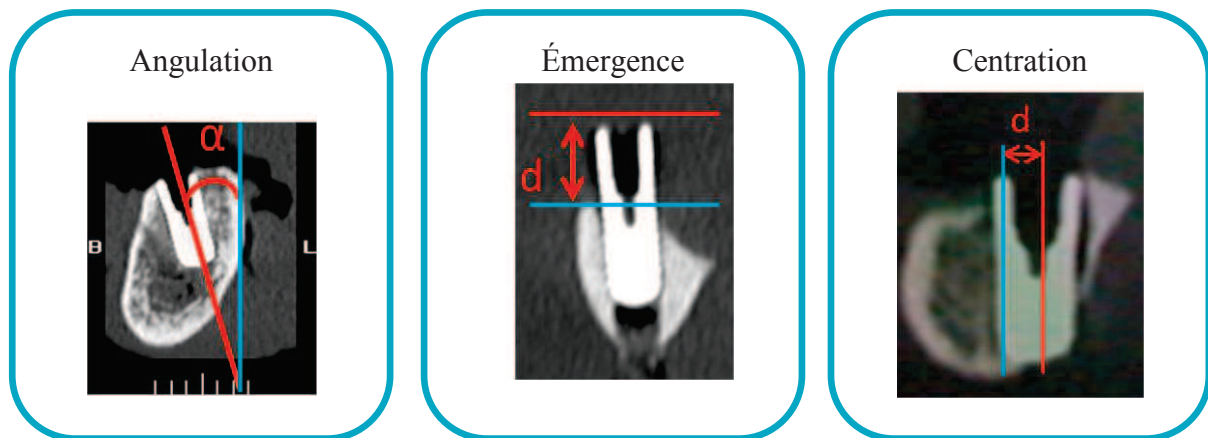 Angulation
α
B
L
Émergence
d
Centration
d